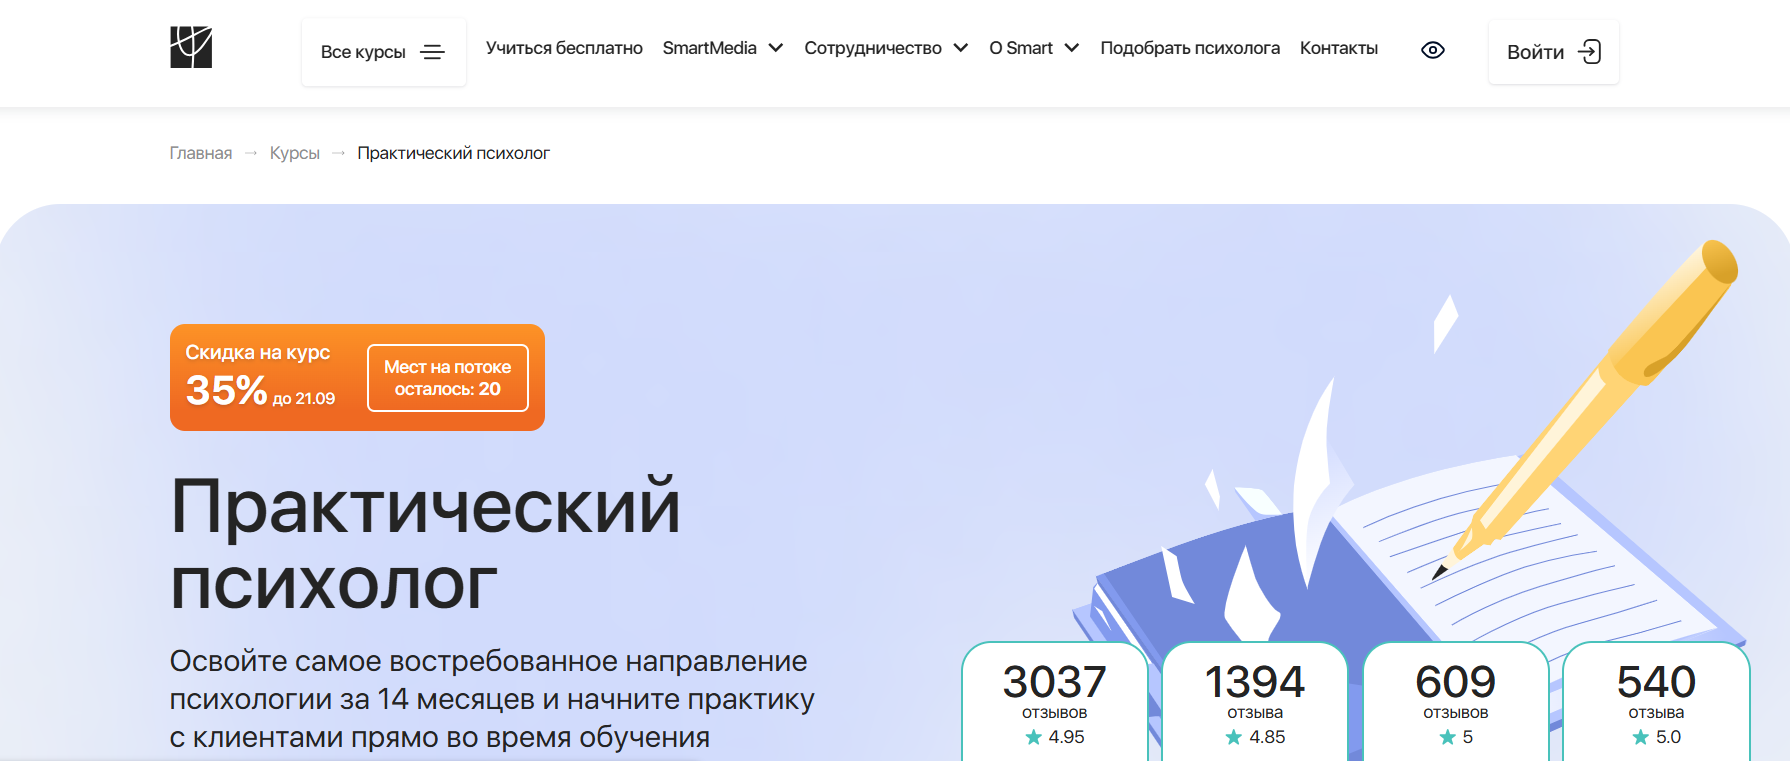 Все курсы
Учиться бесплатно
SmartMedia
Сотрудничество
О Smart
Подобрать психолога
Контакты
Войти
Главная → Курсы → Практический психолог
Скидка на курс
35% до 21.09
Мест на потоке
осталось: 20
Практический
психолог
Освойте самое востребованное направление
психологии за 14 месяцев и начните практику
с клиентами прямо во время обучения
3037
отзывов
4.95
1394
отзыва
4.85
609
отзывов
5
540
отзыва
5.0